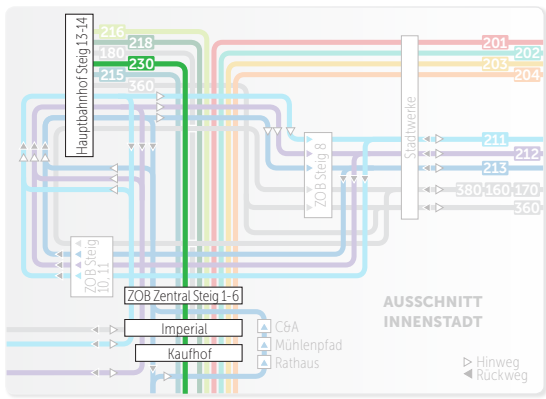 Hauptbahnhof Steig 13-14
216
218
180
230
215
360
201
202
203
204
Stadtwerke
ZOB Steig 8
211
212
213
380 160 170
360
ZOB Steig
10, 11
ZOB Zentral Steig 1-6
Imperial
Kaufhof
C&A
Mühlenpfad
Rathaus
AUSSCHNITT
INNENSTADT
Hinweg
Rückweg